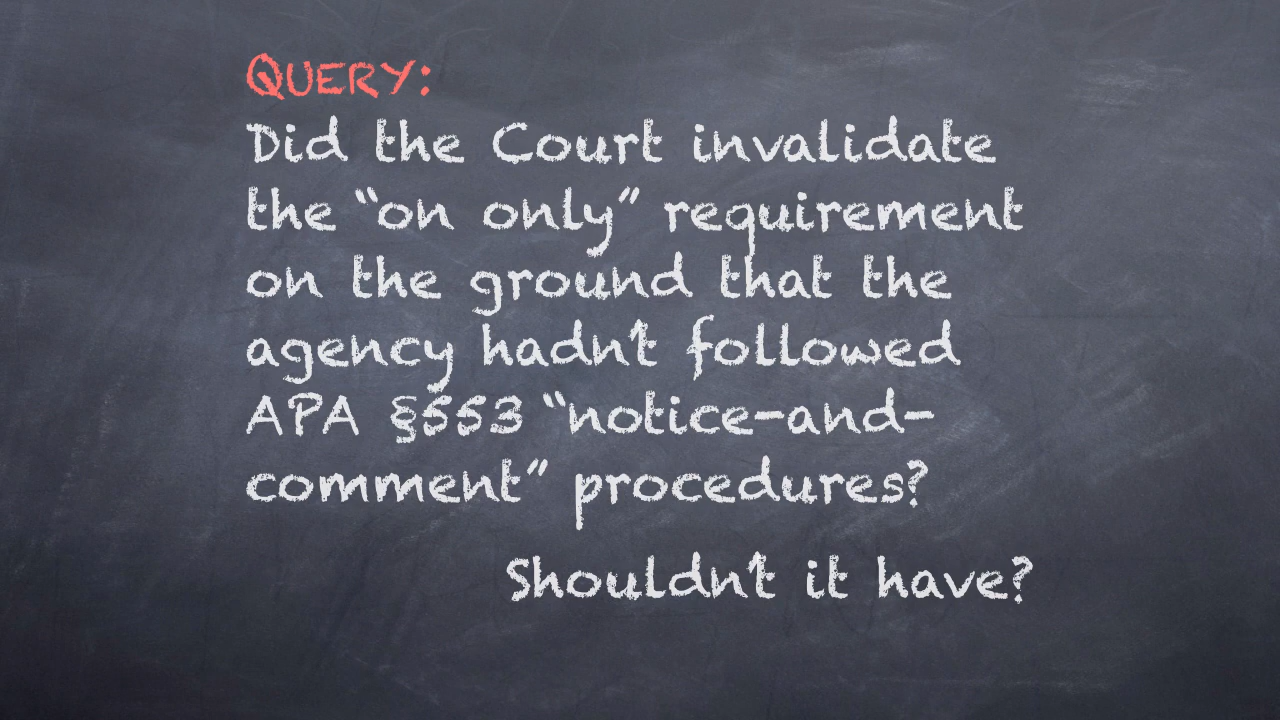 QUERY:
Did the Court invalidate
the “on only” requirement
on the ground that the
agency hadn't followed
APA §553 “notice-and-
comment” procedures?
Shouldn't it have?